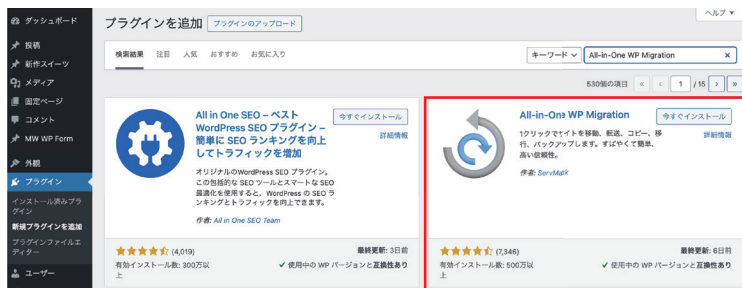 ダッシュボード
投稿
新作スイーツ
メディア
固定ページ
コメント
MW WP Form
外観
プラグイン
インストール済みプラ
グイン
新規プラグインを追加
プラグインファイルエ
ディター
ユーザー
ヘルプ ▼
プラグインを追加 プラグインのアップロード
検索結果 注目 人気 おすすめ お気に入り キーワード All-in-One WP Migration ×
530個の項目 « ‹ 1 / 15 › »
All in One SEO – ベスト
WordPress SEO プラグイン –
簡単に SEO ランキングを向上
してトラフィックを増加
今すぐインストール
詳細情報
オリジナルのWordPress SEO プラグイン。
この包括的な SEO ツールとスマートな SEO
最適化を使用すると、WordPress の SEO ラ
ンキングとトラフィックを向上できます。
作者: All in One SEO Team
(4,019) 最終更新: 3日前
有効インストール数: 300万以
上
✓ 使用中の WP バージョンと互換性あり
All-in-One WP Migration
今すぐインストール
詳細情報
1クリックでサイトを移動、転送、コピー、移
行、バックアップします。すばやくて簡単、
高い信頼性。
作者: ServMask
(7,346) 最終更新: 6日前
有効インストール数: 500万以
上
✓ 使用中の WP バージョンと互換性あり